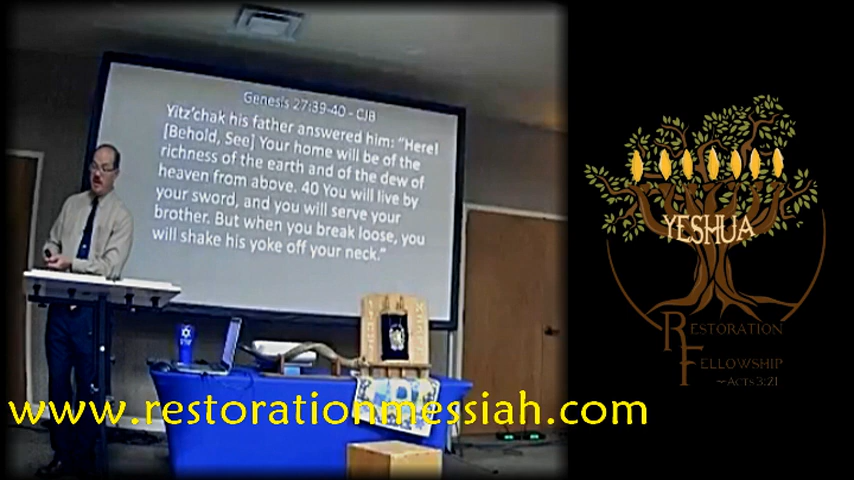 Genesis 27:39-40 - CJB
Yitz'chak his father answered him: "Here!
[Behold, See] Your home will be of the
richness of the earth and of the dew of
heaven from above. 40 You will live by
your sword, and you will serve your
brother. But when you break loose, you
will shake his yoke off your neck."
YESHUA
RESTORATION
FELLOWSHIP
~ACTS 3:21
www.restorationmessiah.com